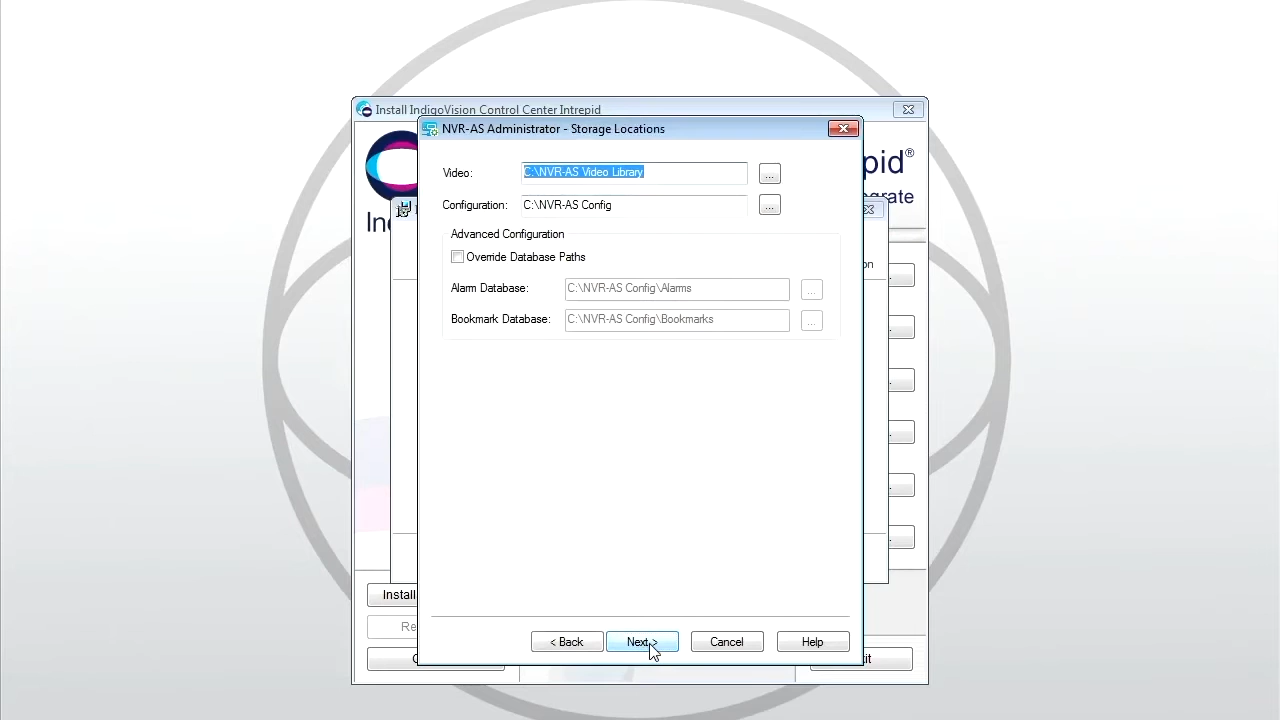 Install IndigoVision Control Center Intrepid
NVR-AS Administrator - Storage Locations
pid®
grate
Video:
C:\NVR-AS Video Library
...
Configuration:
C:\NVR-AS Config
...
Advanced Configuration
Override Database Paths
on
Alarm Database:
C:\NVR-AS Config\Alarms
...
Bookmark Database:
C:\NVR-AS Config\Bookmarks
...
Install
Re
< Back
Next >
Cancel
Help